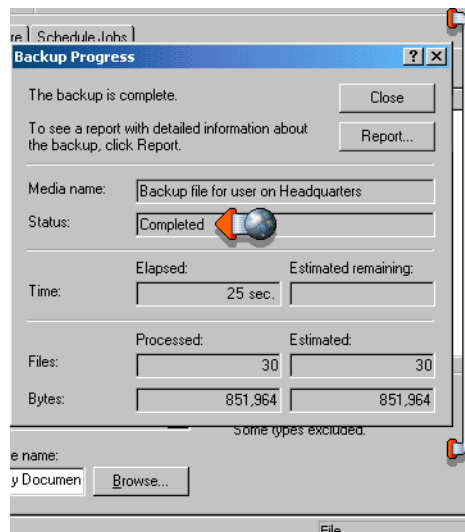 re Schedule Jobs
Backup Progress
The backup is complete.
Close
To see a report with detailed information about
the backup, click Report.
Report...
Media name: Backup file for user on Headquarters
Status: Completed
Elapsed: Estimated remaining:
Time: 25 sec.
Processed: Estimated:
Files: 30 30
Bytes: 851,964 851,964
Some types excluded.
e name:
y Documen Browse...
File